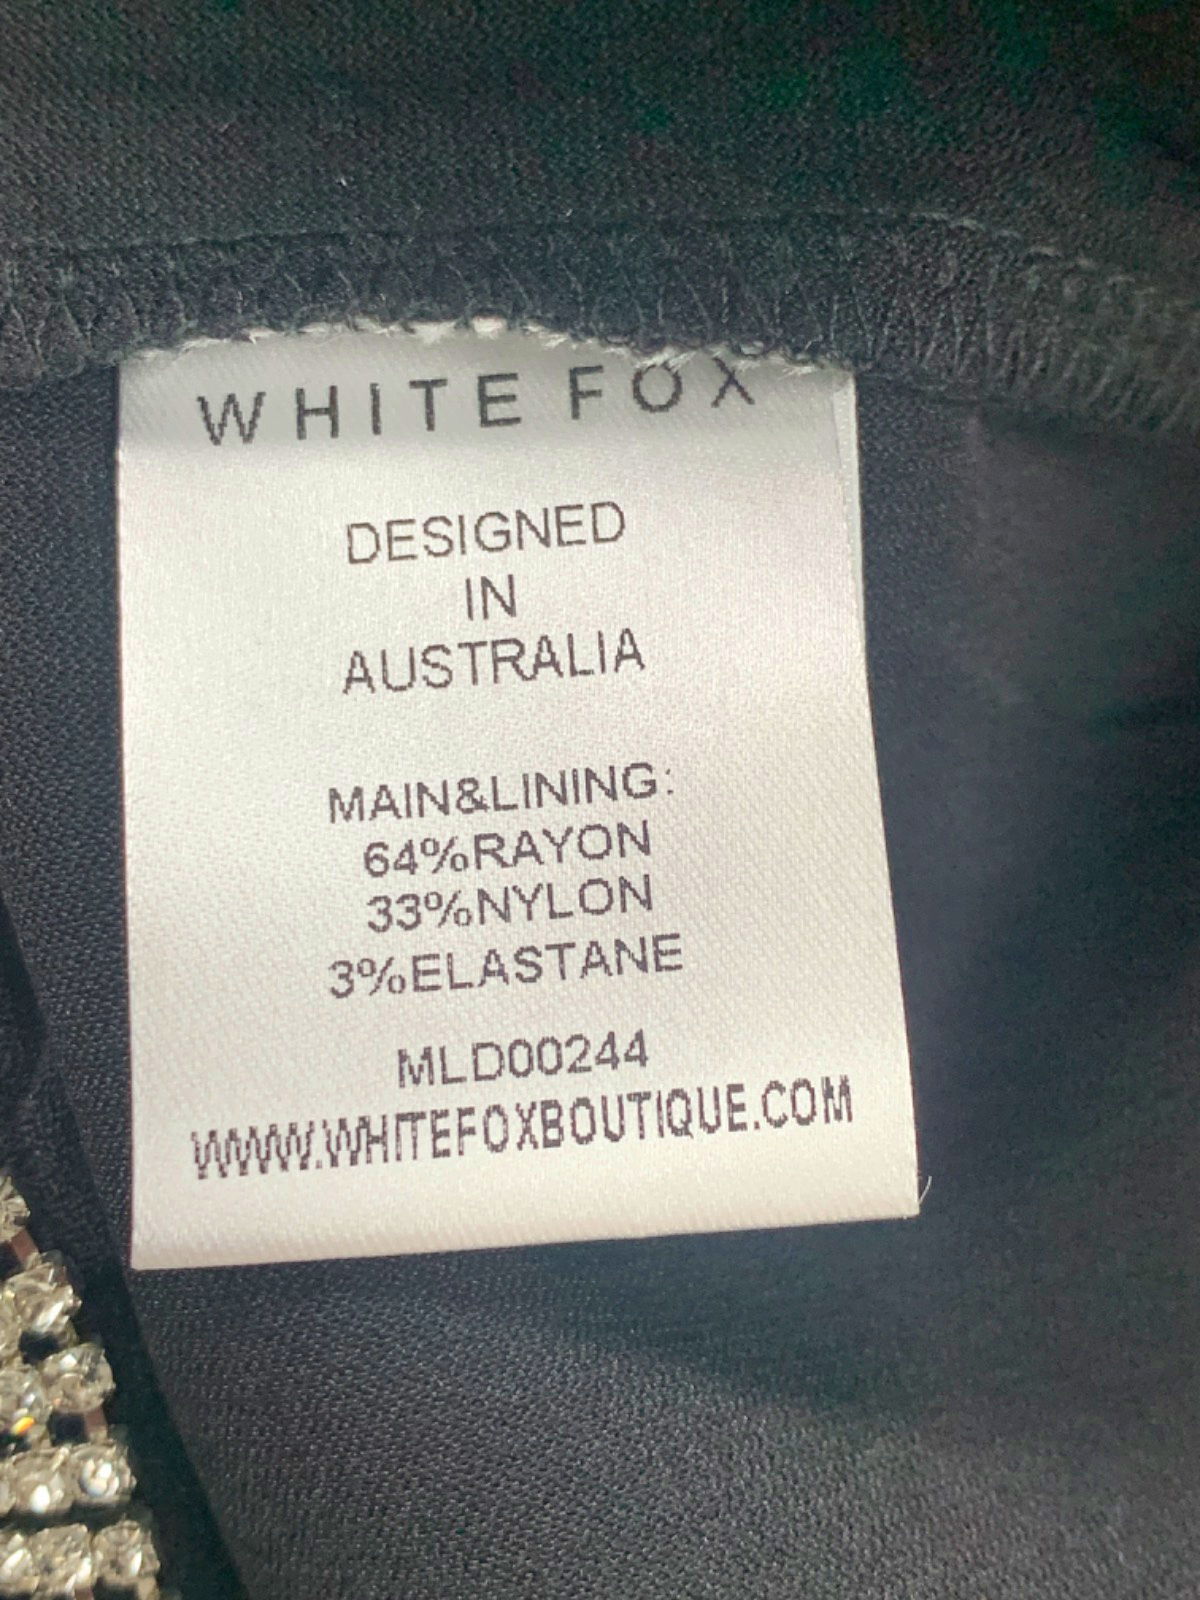 WHITE FOX
DESIGNED
IN
AUSTRALIA
MAIN&LINING:
64%RAYON
33%NYLON
3%ELASTANE
MLD00244
WWW.WHITEFOXBOUTIQUE.COM